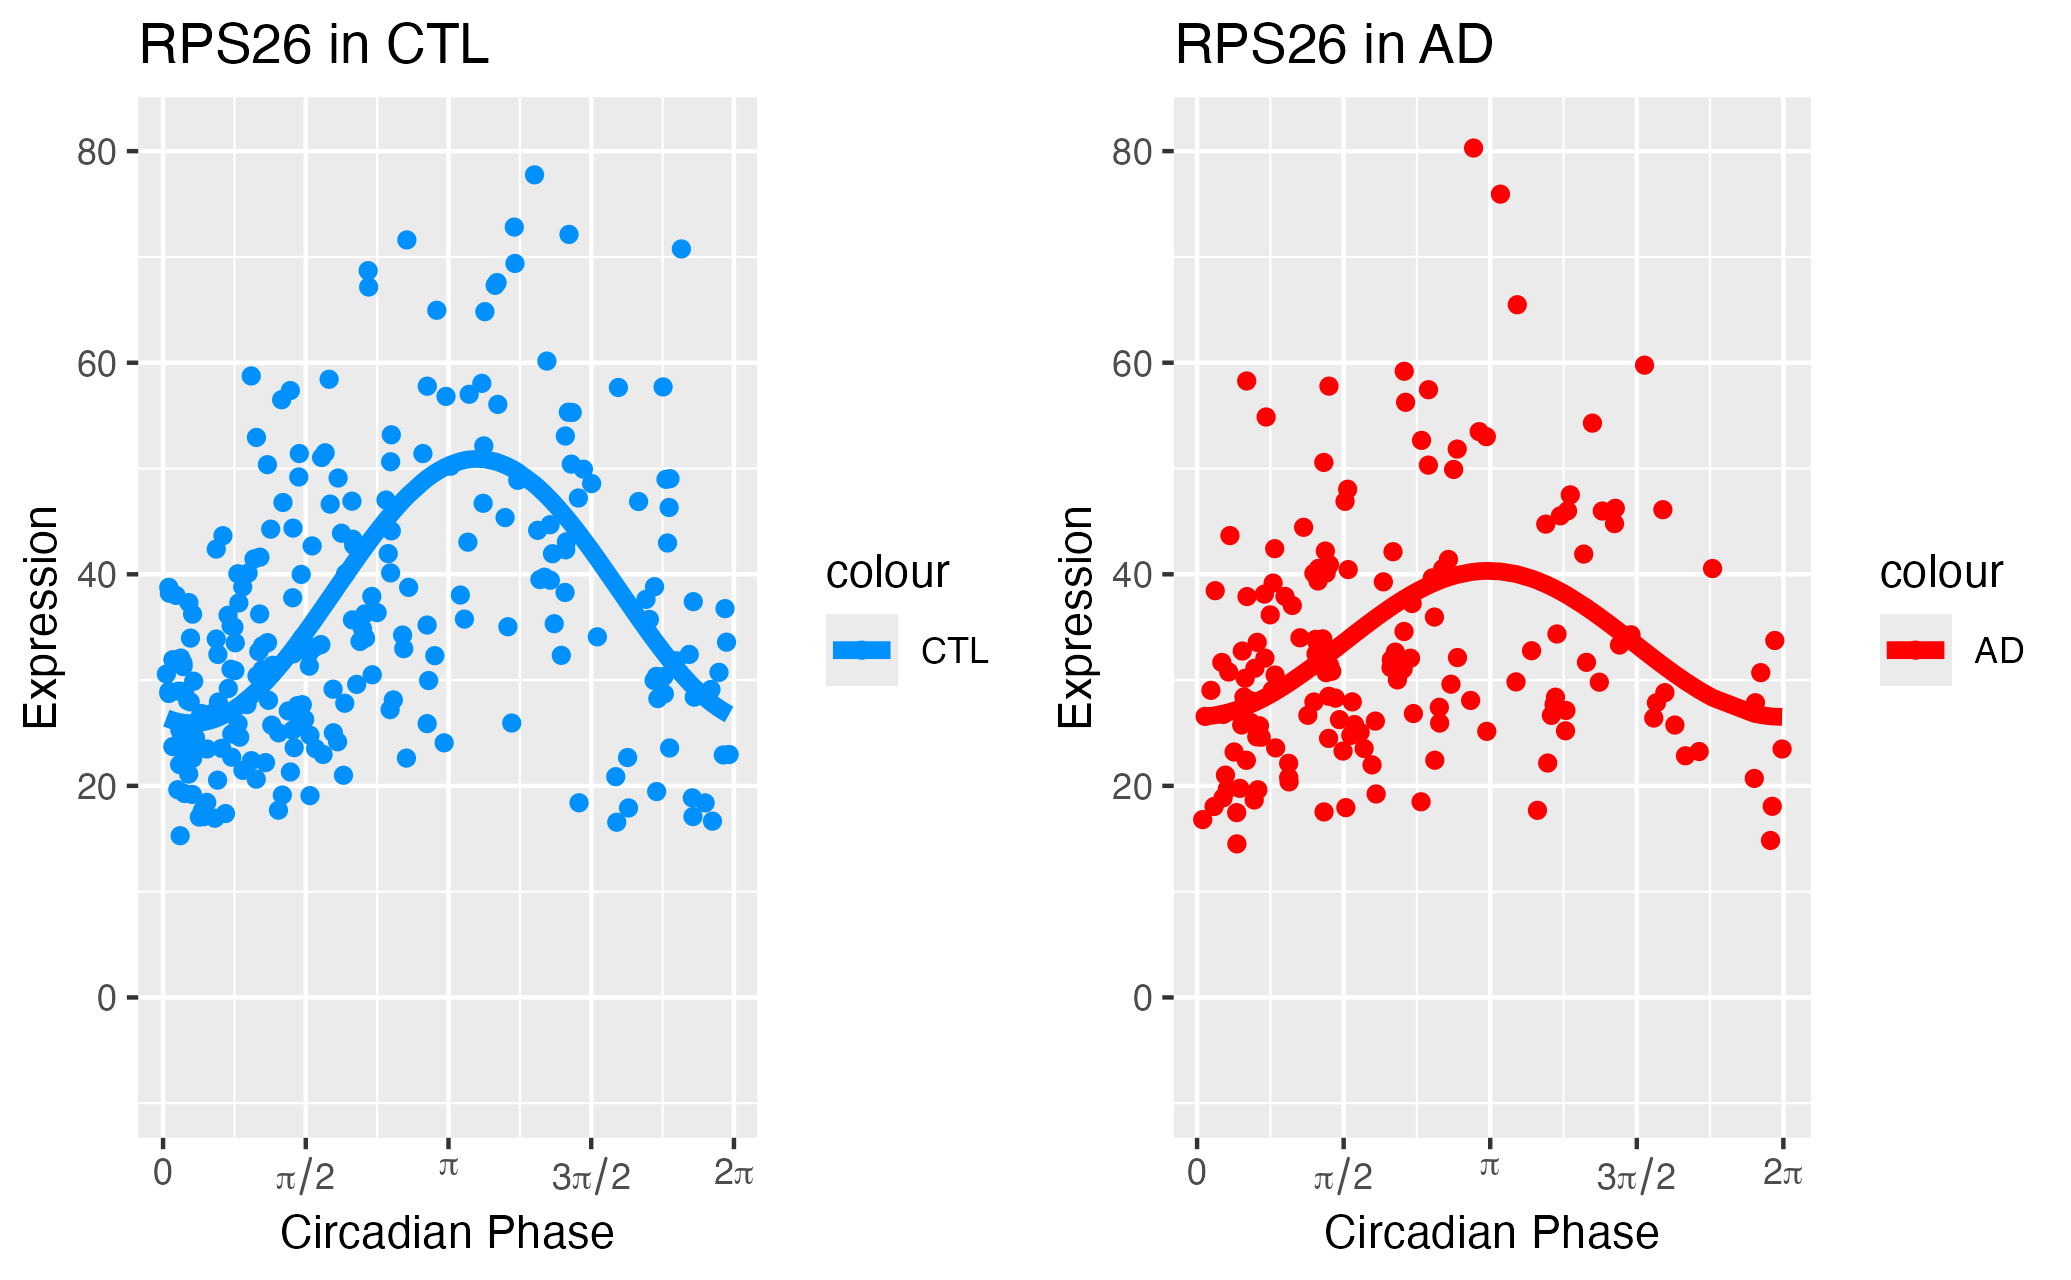 RPS26 in CTL
80
60
40
20
0
Expression
0 π/2 π 3π/2 2π
Circadian Phase
colour
CTL
RPS26 in AD
80
60
40
20
0
Expression
0 π/2 π 3π/2 2π
Circadian Phase
colour
AD